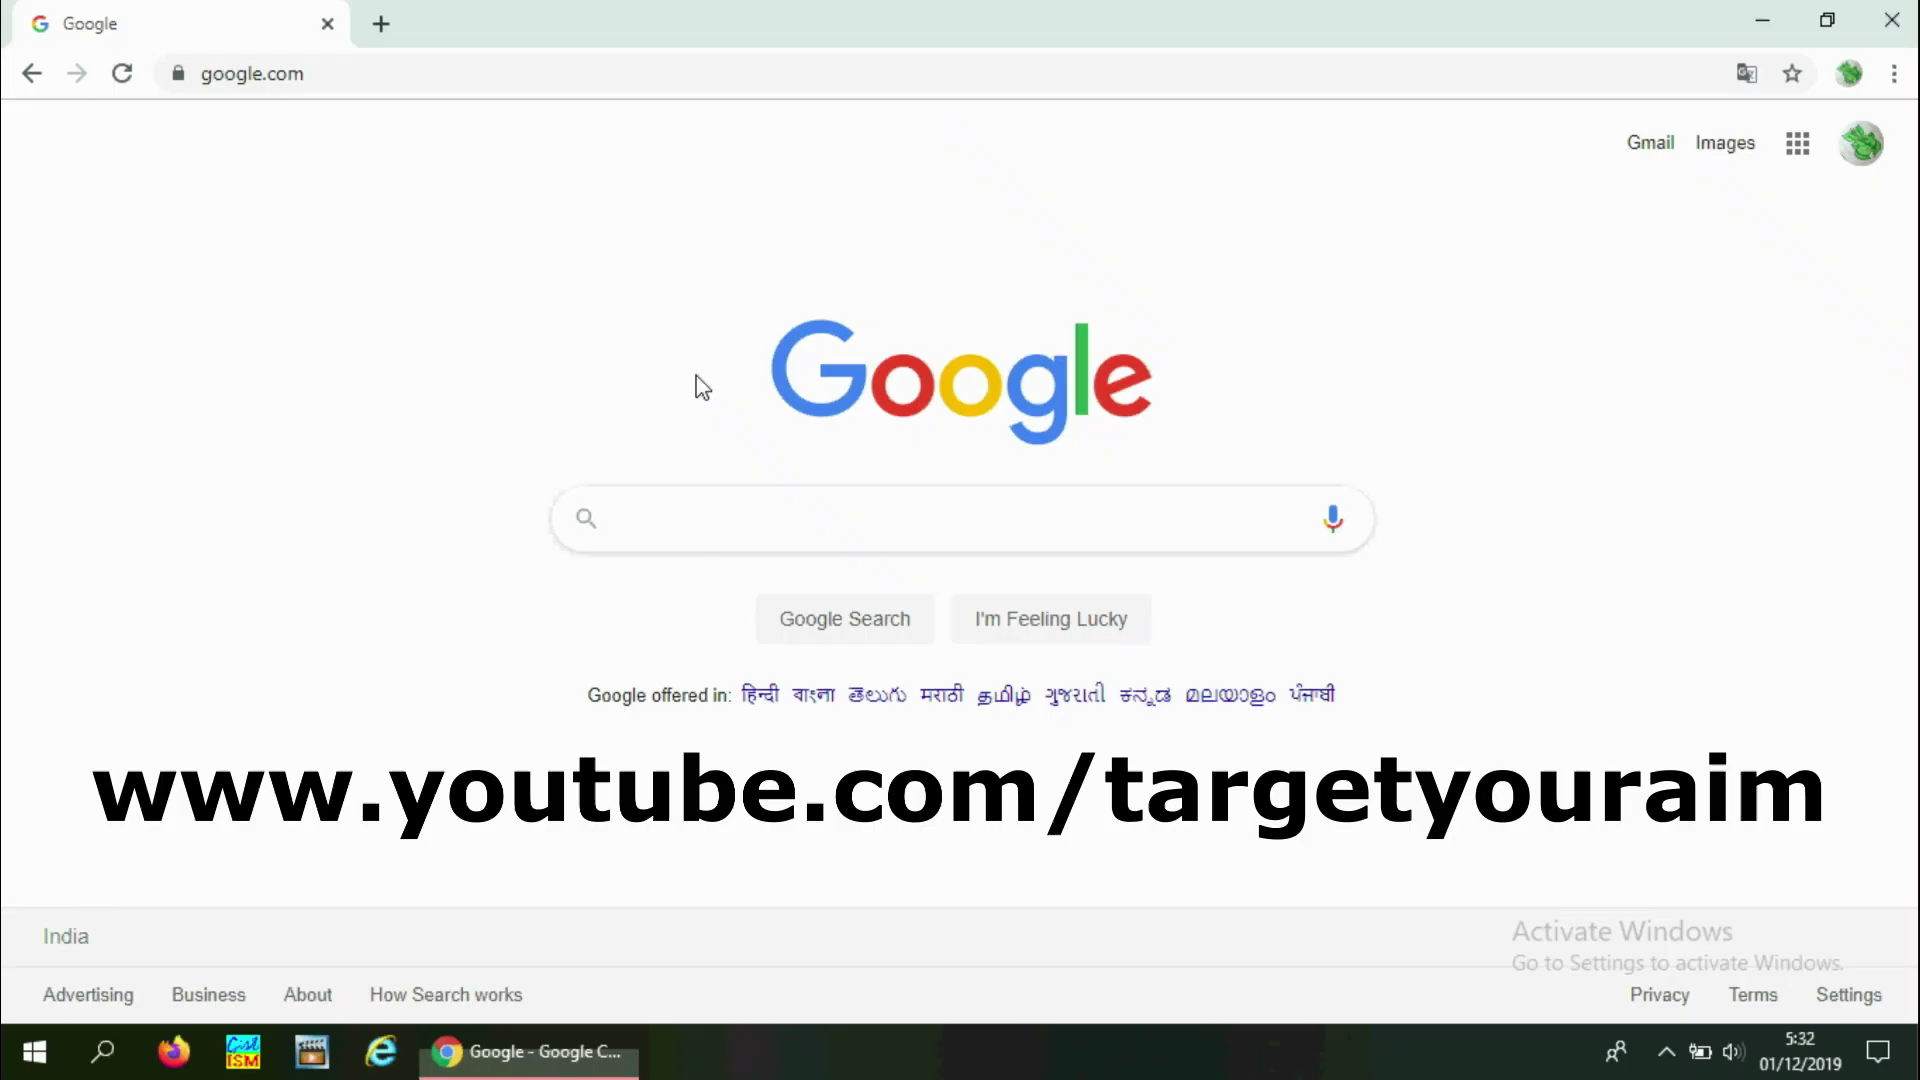 Google
google.com
Gmail Images
Google
Google Search I'm Feeling Lucky
Google offered in: हिन्दी বাংলা తెలుగు मराठी தமிழ் ગુજરાતી ಕನ್ನಡ മലയാളം ਪੰਜਾਬੀ
www.youtube.com/targetyouraim
India
Activate Windows
Go to Settings to activate Windows.
Advertising Business About How Search works Privacy Terms Settings
Gist
ISM
Google - Google C...
5:32
01/12/2019